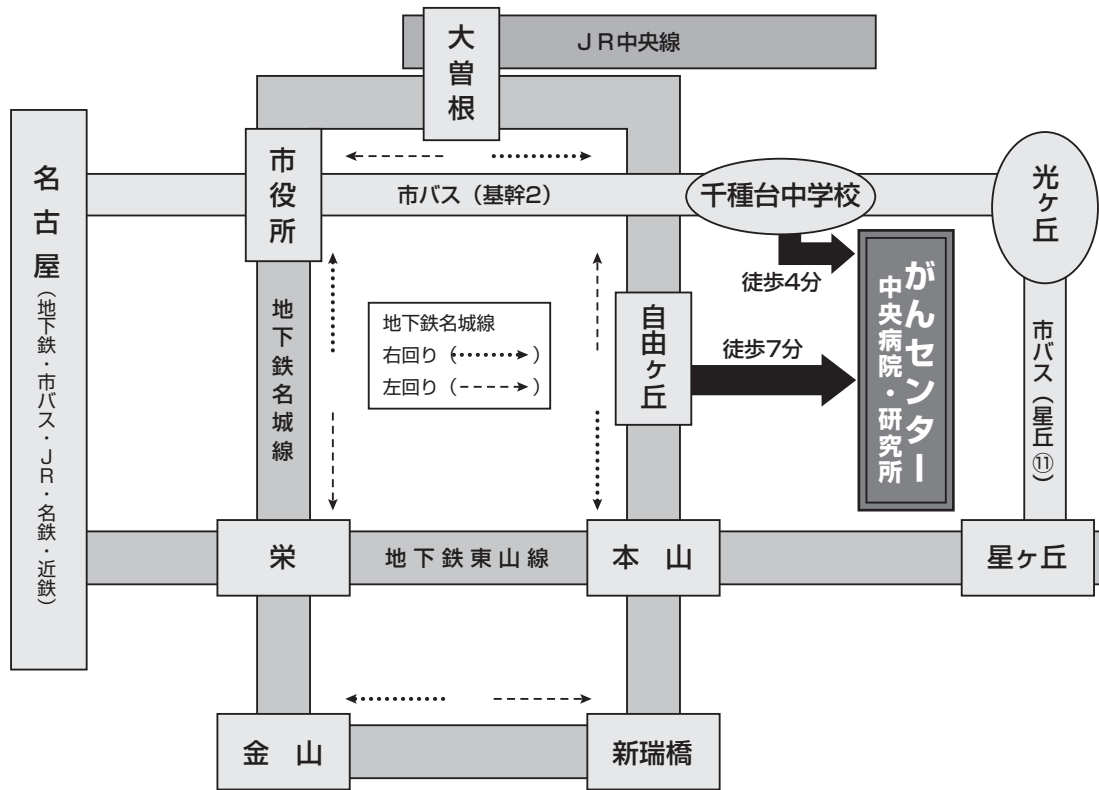 大曽根
JR中央線
名古屋(地下鉄・市バス・JR・名鉄・近鉄)
市役所
市バス(基幹2)
千種台中学校
光ヶ丘
徒歩4分
がんセンター
中央病院・研究所
地下鉄名城線
地下鉄名城線
右回り( )
左回り( )
自由ヶ丘
徒歩7分
市バス(星丘⑪)
栄
地下鉄東山線
本山
星ヶ丘
金山
新瑞橋